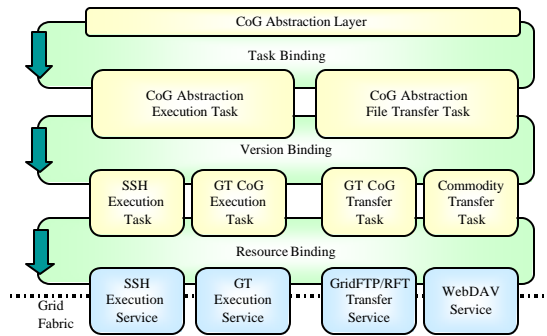 CoG Abstraction Layer
Task Binding
CoG Abstraction
Execution Task
CoG Abstraction
File Transfer Task
Version Binding
SSH
Execution
Task
GT CoG
Execution
Task
GT CoG
Transfer
Task
Commodity
Transfer
Task
Resource Binding
SSH
Execution
Service
GT
Execution
Service
GridFTP/RFT
Transfer
Service
WebDAV
Service
Grid
Fabric